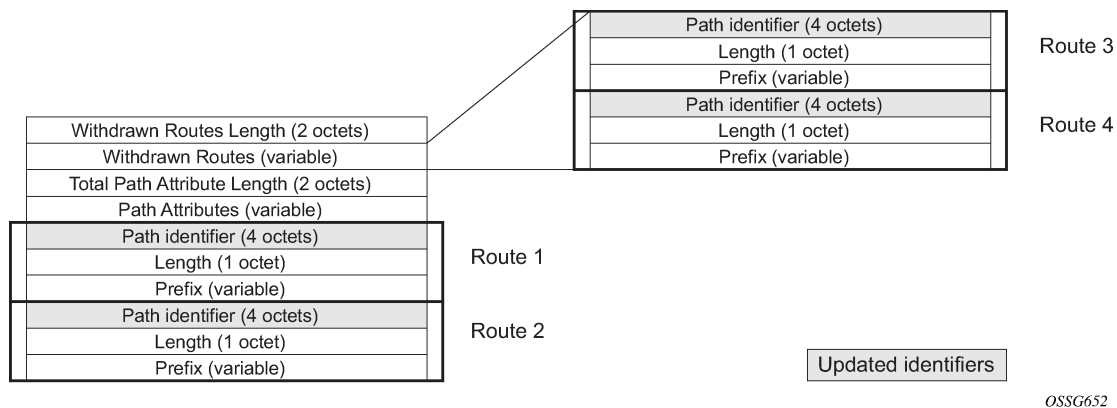 Path identifier (4 octets)
Length (1 octet)
Prefix (variable)
Route 3
Path identifier (4 octets)
Length (1 octet)
Prefix (variable)
Route 4
Withdrawn Routes Length (2 octets)
Withdrawn Routes (variable)
Total Path Attribute Length (2 octets)
Path Attributes (variable)
Path identifier (4 octets)
Length (1 octet)
Prefix (variable)
Route 1
Path identifier (4 octets)
Length (1 octet)
Prefix (variable)
Route 2
Updated identifiers
OSSG652